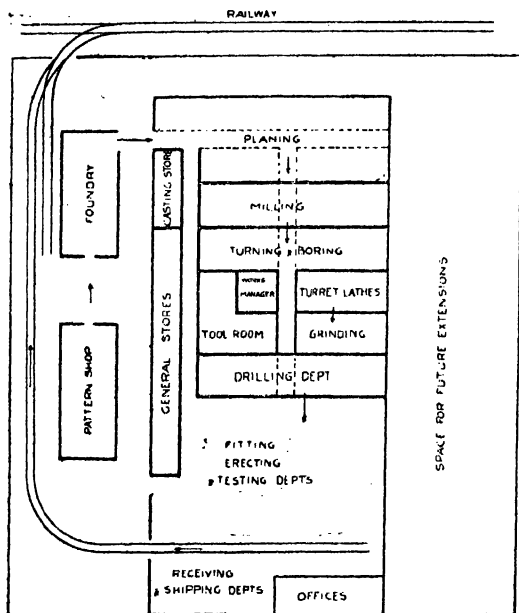 RAILWAY
PLANING
FOUNDRY
CASTING STORE
MILLING
TURNING & BORING
WORKS
MANAGER
TURRET LATHES
TOOL ROOM
GRINDING
GENERAL STORES
DRILLING DEPT
PATTERN SHOP
SPACE FOR FUTURE EXTENSIONS
FITTING
ERECTING
& TESTING DEPTS
RECEIVING
& SHIPPING DEPTS
OFFICES